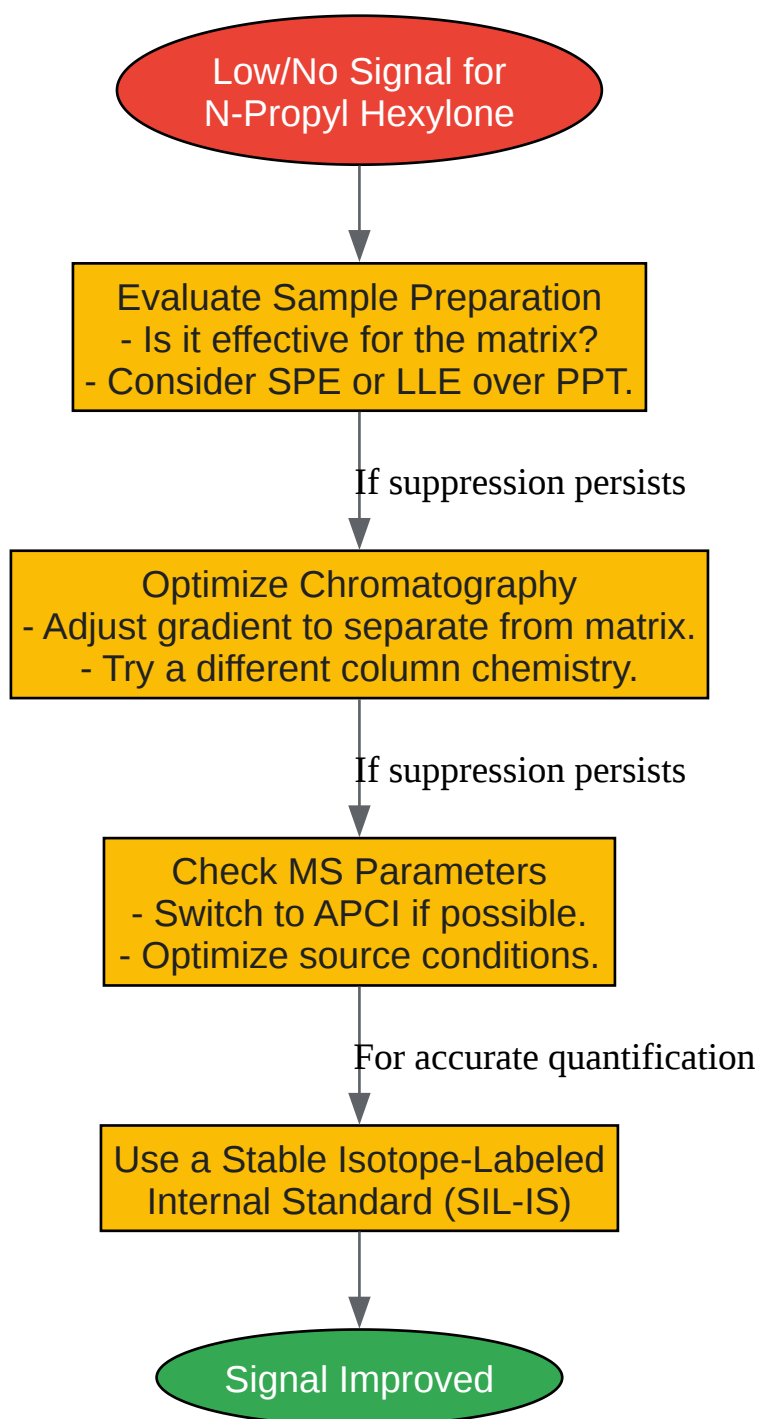 Low/No Signal for
N-Propyl Hexylone
Evaluate Sample Preparation
- Is it effective for the matrix?
- Consider SPE or LLE over PPT.
If suppression persists
Optimize Chromatography
- Adjust gradient to separate from matrix.
- Try a different column chemistry.
If suppression persists
Check MS Parameters
- Switch to APCI if possible.
- Optimize source conditions.
For accurate quantification
Use a Stable Isotope-Labeled
Internal Standard (SIL-IS)
Signal Improved